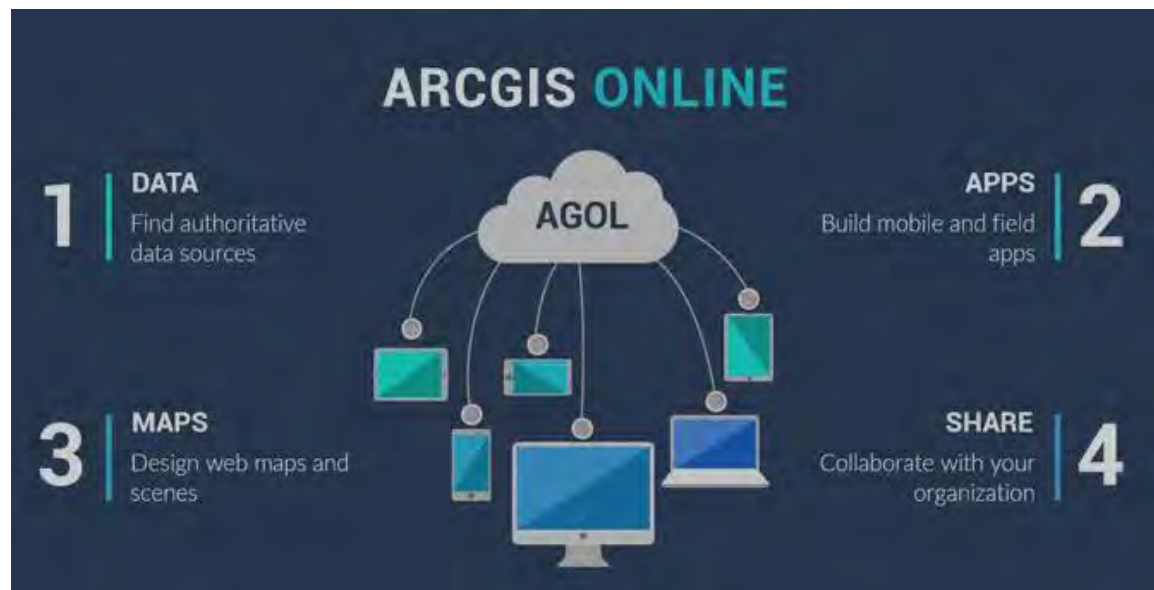 ARCGIS ONLINE
1
DATA
Find authoritative
data sources
APPS
Build mobile and field
apps
2
AGOL
3
MAPS
Design web maps and
scenes
SHARE
Collaborate with your
organization
4